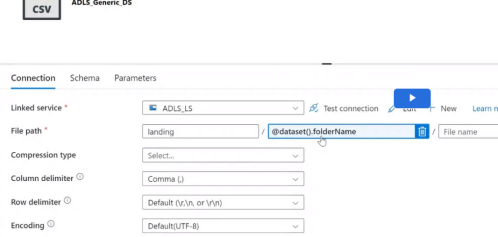 CSV
ADLS_Generic_DS
Connection Schema Parameters
Linked service * ADLS_LS Test connection Edit + New Learn
File path * landing / @dataset().folderName / File name
Compression type Select...
Column delimiter Comma (,)
Row delimiter Default (\r,\n, or \r\n)
Encoding Default(UTF-8)